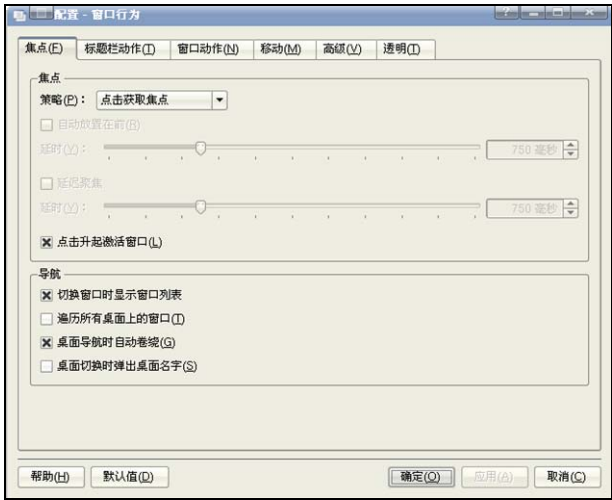 配置 - 窗口行为
焦点(F) 标题栏动作(T) 窗口动作(N) 移动(M) 高级(V) 透明(T)
焦点
策略(P)： 点击获取焦点
自动放置在前(R)
延时(Y)： 750 毫秒
延迟聚焦
延时(Y)： 750 毫秒
点击升起激活窗口(L)
导航
切换窗口时显示窗口列表
遍历所有桌面上的窗口(T)
桌面导航时自动卷绕(G)
桌面切换时弹出桌面名字(S)
帮助(H) 默认值(D) 确定(O) 应用(A) 取消(C)